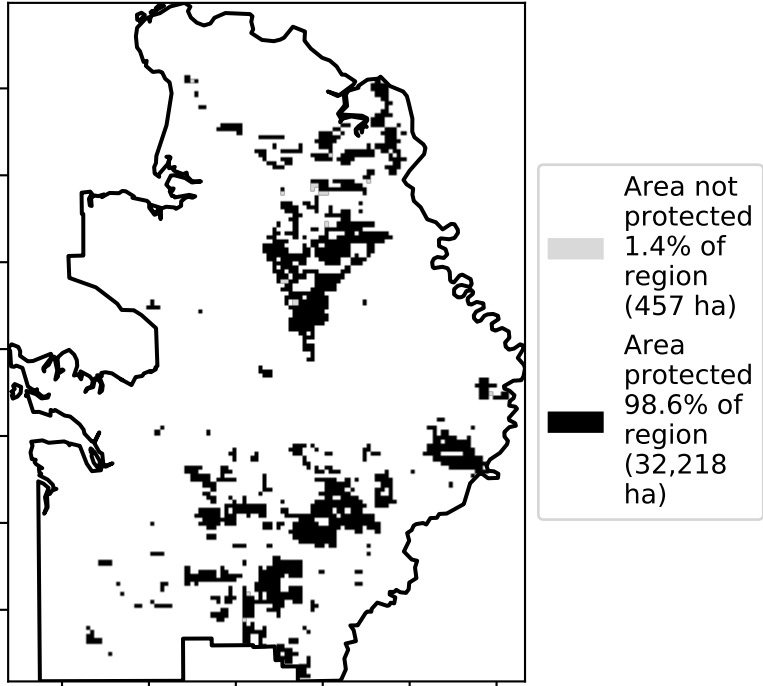 Area not
protected
1.4% of
region
(457 ha)
Area
protected
98.6% of
region
(32,218
ha)